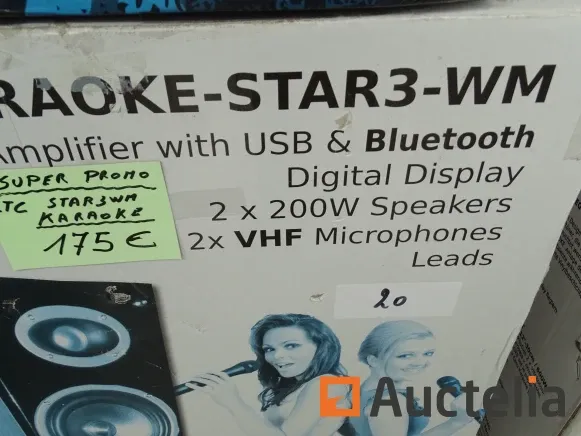 RAOKE-STAR3-WM
Amplifier with USB & Bluetooth
Digital Display
2 x 200W Speakers
2x VHF Microphones
Leads
SUPER PROMO
LTC STAR3WM
KARAOKE
175€
20
Auctelia